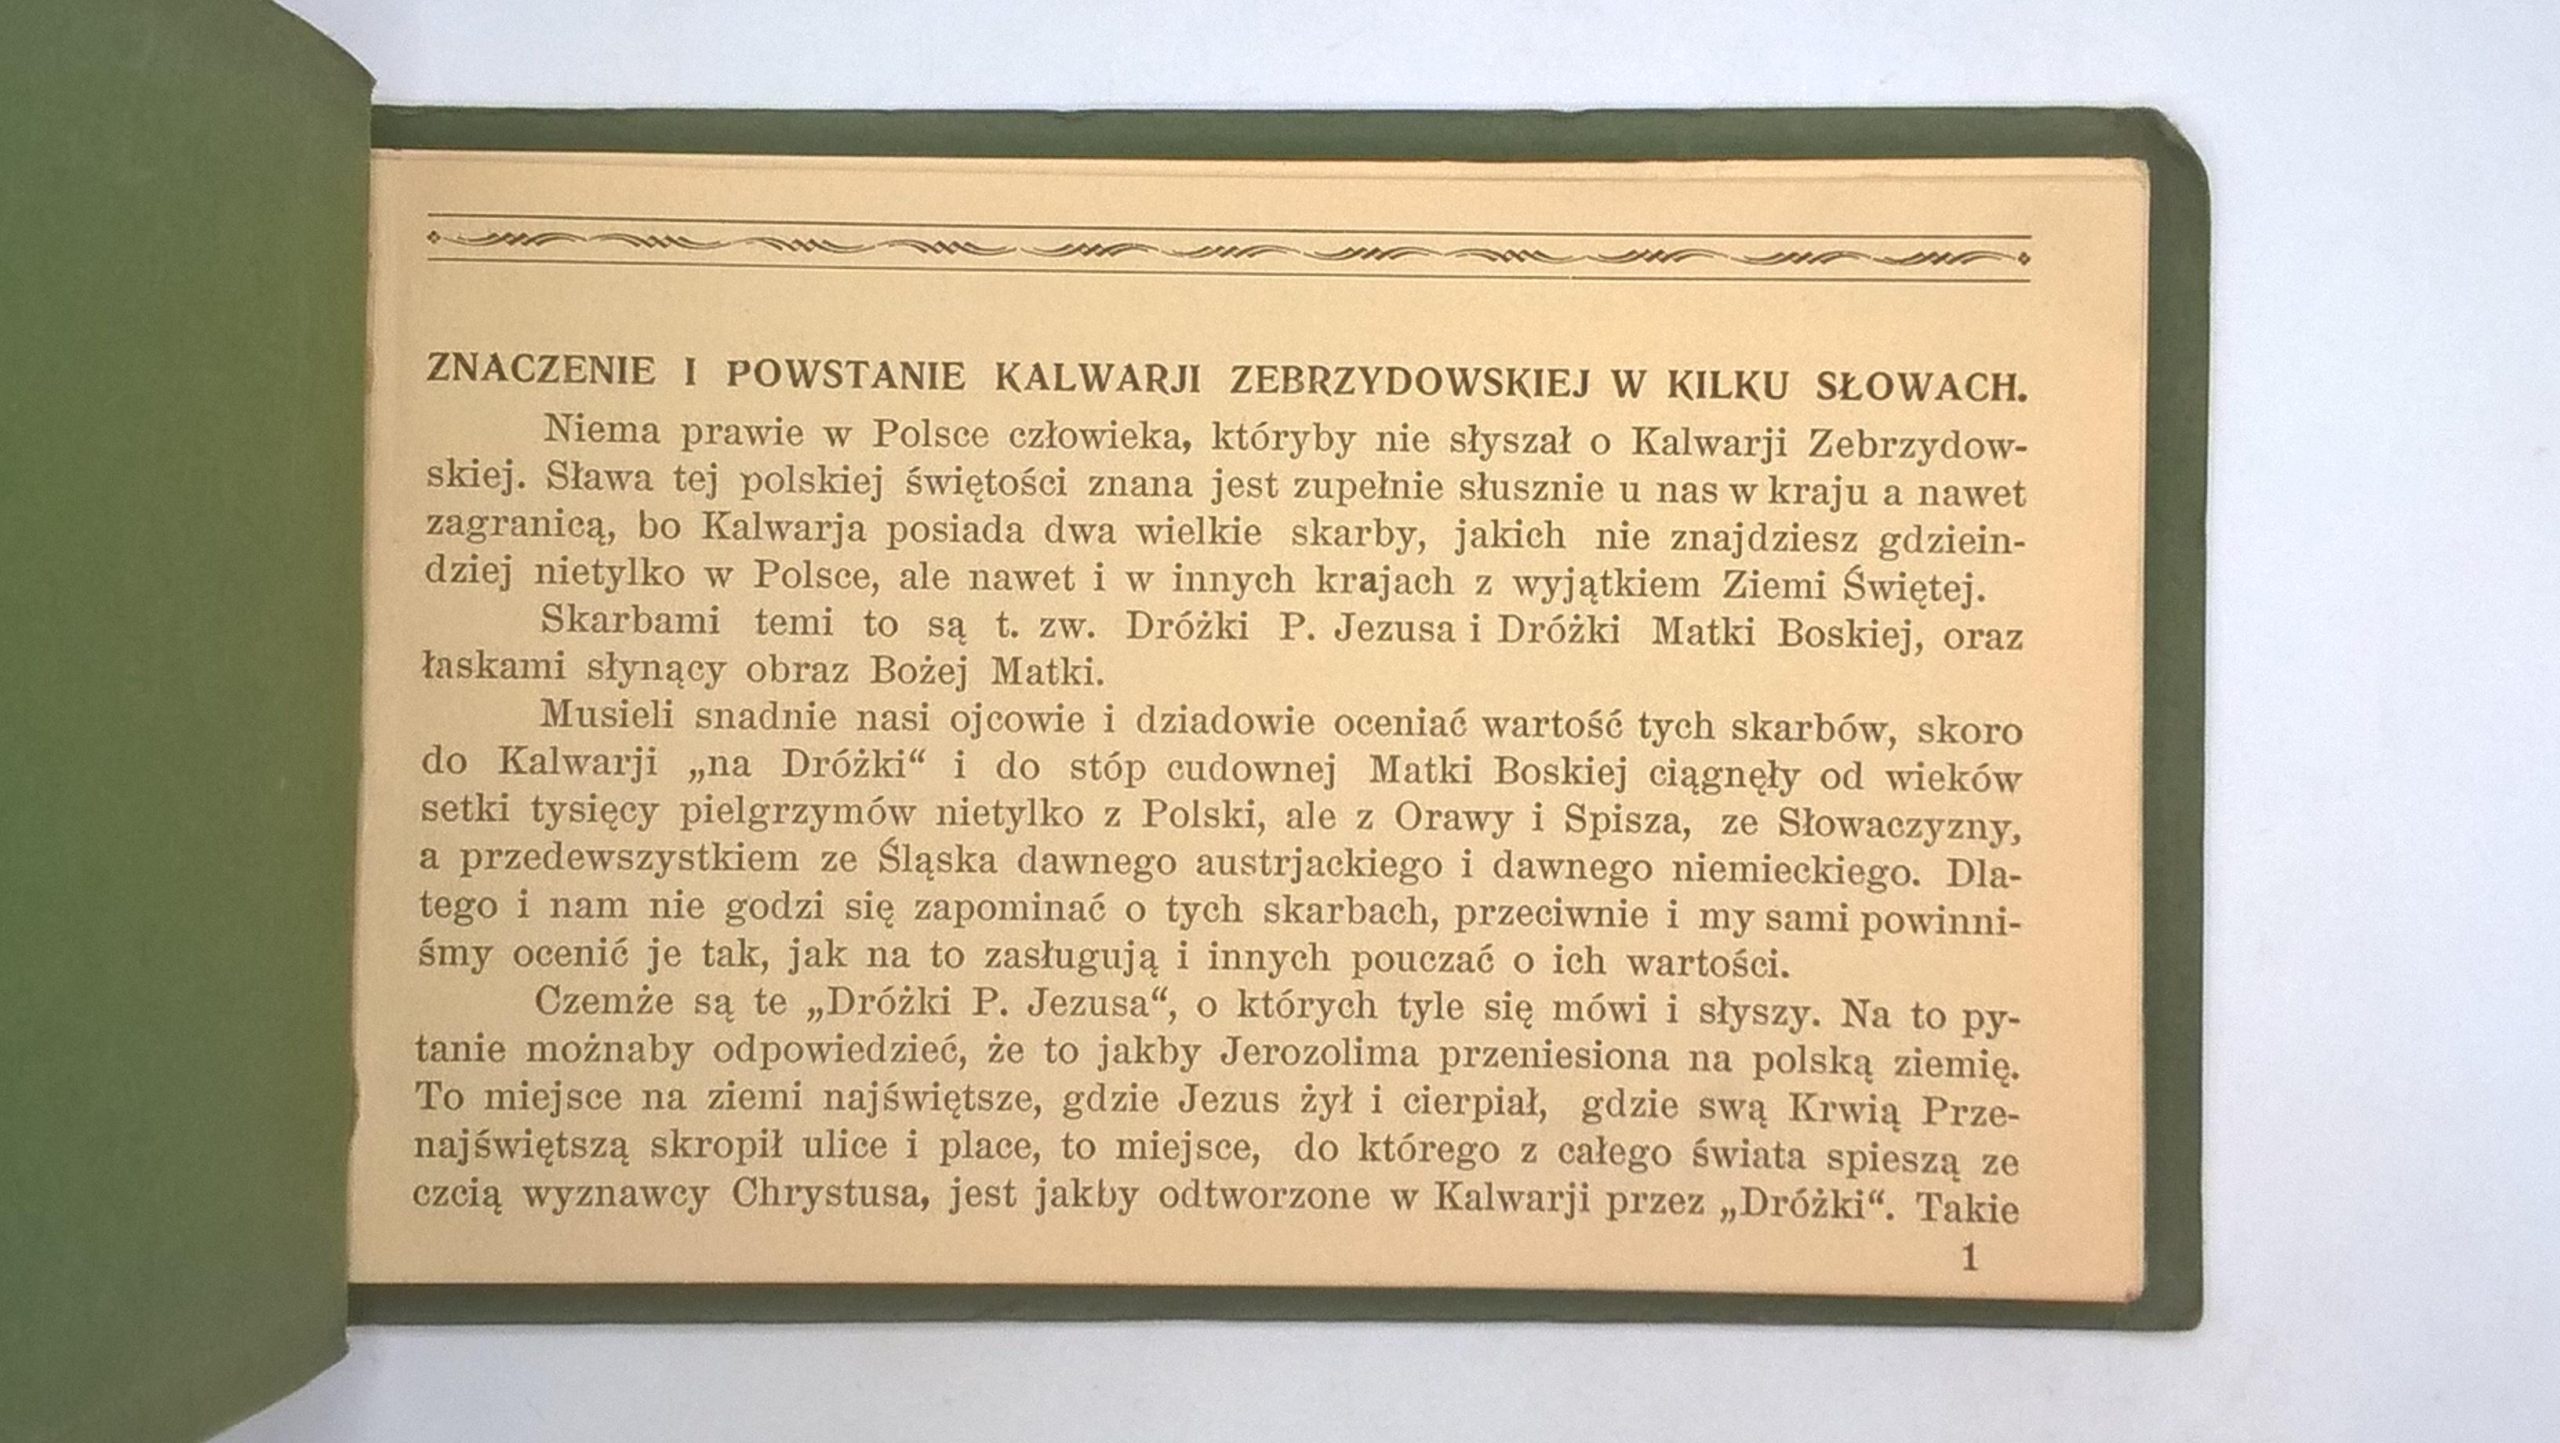 ZNACZENIE I POWSTANIE KALWARJI ZEBRZYDOWSKIEJ W KILKU SŁOWACH.
Niema prawie w Polsce człowieka, któryby nie słyszał o Kalwarji Zebrzydow-
skiej. Sława tej polskiej świętości znana jest zupełnie słusznie u nas w kraju a nawet
zagranicą, bo Kalwarja posiada dwa wielkie skarby, jakich nie znajdziesz gdziein-
dziej nietylko w Polsce, ale nawet i w innych krajach z wyjątkiem Ziemi Świętej.
Skarbami temi to są t. zw. Dróżki P. Jezusa i Dróżki Matki Boskiej, oraz
łaskami słynący obraz Bożej Matki.
Musieli snadnie nasi ojcowie i dziadowie oceniać wartość tych skarbów, skoro
do Kalwarji „na Dróżki“ i do stóp cudownej Matki Boskiej ciągnęły od wieków
setki tysięcy pielgrzymów nietylko z Polski, ale z Orawy i Spisza, ze Słowaczyzny,
a przedewszystkiem ze Śląska dawnego austrjackiego i dawnego niemieckiego. Dla-
tego i nam nie godzi się zapominać o tych skarbach, przeciwnie i my sami powinni-
śmy ocenić je tak, jak na to zasługują i innych pouczać o ich wartości.
Czemże są te „Dróżki P. Jezusa“, o których tyle się mówi i słyszy. Na to py-
tanie możnaby odpowiedzieć, że to jakby Jerozolima przeniesiona na polską ziemię.
To miejsce na ziemi najświętsze, gdzie Jezus żył i cierpiał, gdzie swą Krwią Prze-
najświętszą skropił ulice i place, to miejsce, do którego z całego świata spieszą ze
czcią wyznawcy Chrystusa, jest jakby odtworzone w Kalwarji przez „Dróżki“. Takie
1